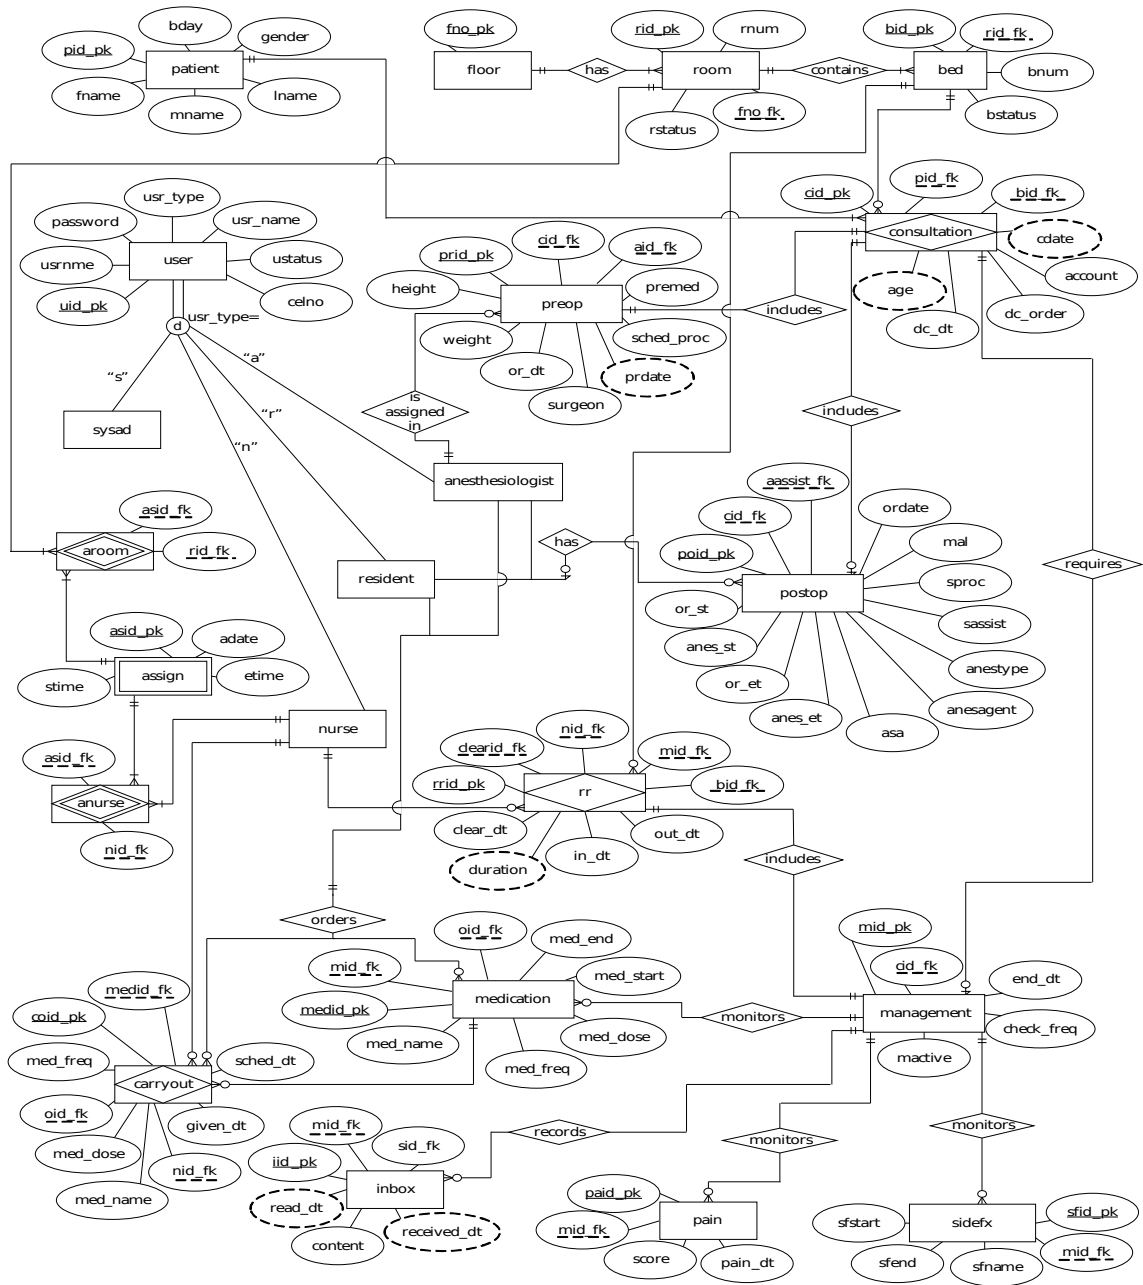 bday
gender
pid_pk
patient
fname
mname
lname
fno_pk
floor
has
rid_pk
rnum
room
rstatus
fno_fk
contains
bid_pk
rid_fk
bed
bnum
bstatus
usr_type
password
usr_name
user
usrnme
ustatus
uid_pk
celno
d
usr_type=
“s”
“a”
“r”
“n”
sysad
cid_fk
aid_fk
prid_pk
height
preop
premed
weight
sched_proc
or_dt
prdate
surgeon
includes
cid_pk
pid_fk
bid_fk
consultation
cdate
age
account
dc_dt
dc_order
is
assigned
in
anesthesiologist
includes
resident
has
aassist_fk
ordate
cid_fk
mal
poid_pk
postop
sproc
or_st
sassist
anes_st
anestype
or_et
anesagent
anes_et
asa
requires
asid_fk
aroom
rid_fk
asid_pk
adate
assign
etime
stime
nurse
asid_fk
anurse
nid_fk
nid_fk
clearid_fk
mid_fk
rrid_pk
rr
bid_fk
clear_dt
out_dt
duration
in_dt
includes
orders
oid_fk
med_end
mid_fk
med_start
medid_pk
medication
med_name
med_dose
med_freq
monitors
mid_pk
cid_fk
end_dt
management
check_freq
mactive
medid_fk
coid_pk
med_freq
sched_dt
carryout
oid_fk
given_dt
med_dose
nid_fk
med_name
records
monitors
monitors
mid_fk
sid_fk
iid_pk
inbox
read_dt
content
received_dt
paid_pk
mid_fk
pain
score
pain_dt
sfstart
sidefx
sfid_pk
sfend
sfname
mid_fk